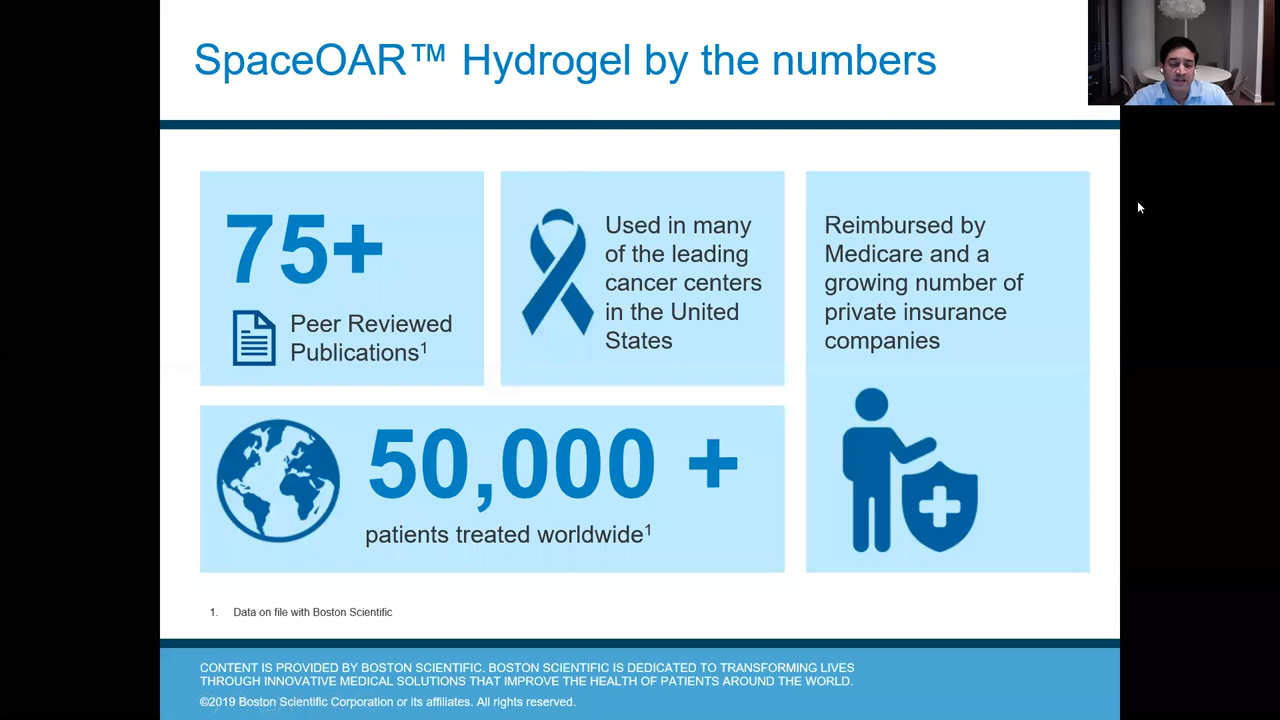 SpaceOAR™ Hydrogel by the numbers
75+
Peer Reviewed
Publications¹
Used in many
of the leading
cancer centers
in the United
States
Reimbursed by
Medicare and a
growing number of
private insurance
companies
50,000 +
patients treated worldwide¹
1. Data on file with Boston Scientific
CONTENT IS PROVIDED BY BOSTON SCIENTIFIC. BOSTON SCIENTIFIC IS DEDICATED TO TRANSFORMING LIVES
THROUGH INNOVATIVE MEDICAL SOLUTIONS THAT IMPROVE THE HEALTH OF PATIENTS AROUND THE WORLD.
©2019 Boston Scientific Corporation or its affiliates. All rights reserved.